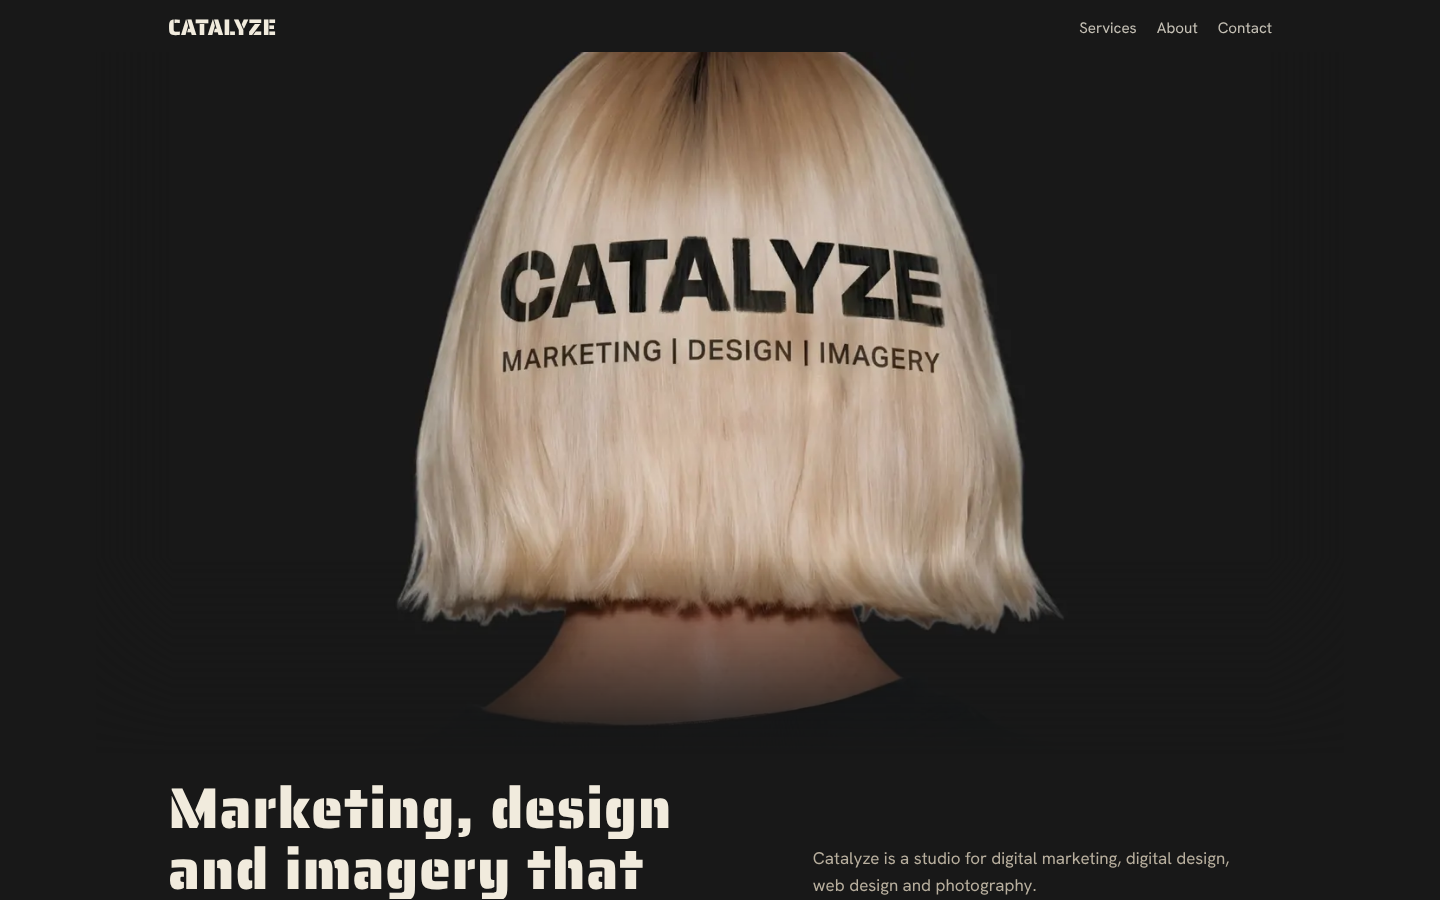 CATALYZE
Services About Contact
CATALYZE
MARKETING | DESIGN | IMAGERY
Marketing, design
and imagery that
Catalyze is a studio for digital marketing, digital design,
web design and photography.